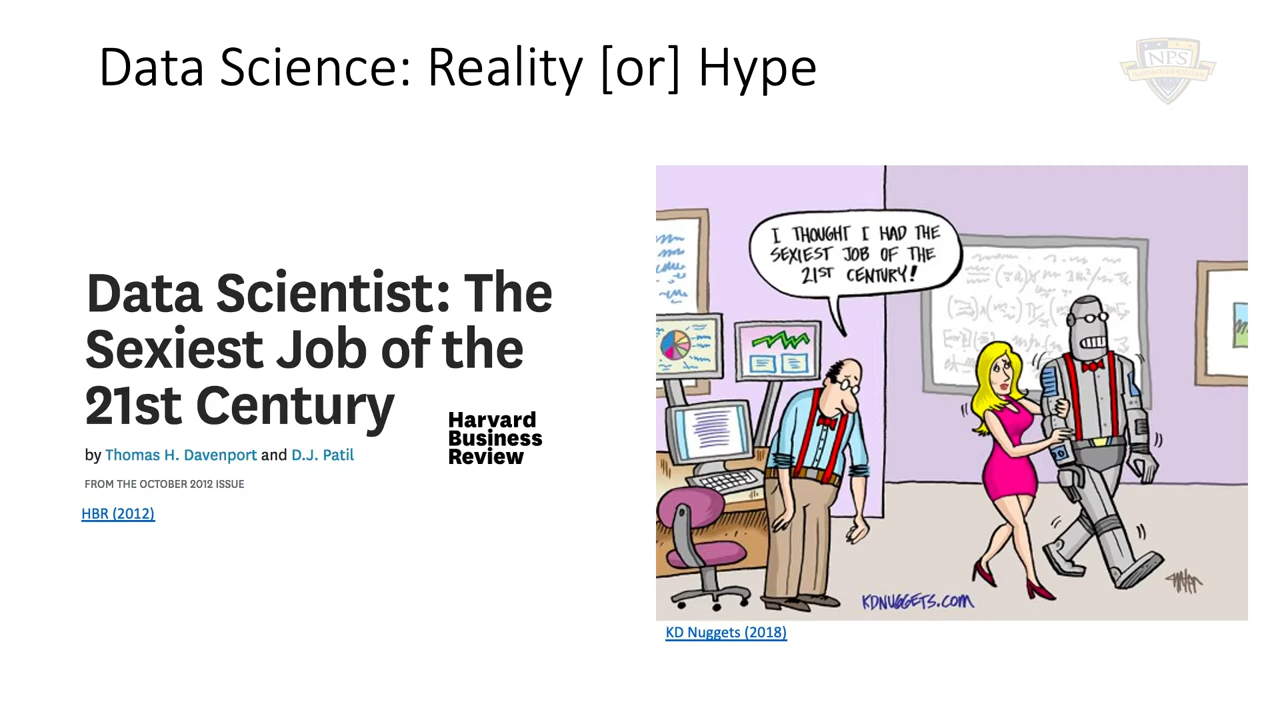 Data Science: Reality [or] Hype
NPS
Data Scientist: The
Sexiest Job of the
21st Century
by Thomas H. Davenport and D.J. Patil
FROM THE OCTOBER 2012 ISSUE
HBR (2012)
Harvard
Business
Review
I THOUGHT I HAD THE
SEXIEST JOB OF THE
21ST CENTURY!
KDNUGGETS.COM
KD Nuggets (2018)